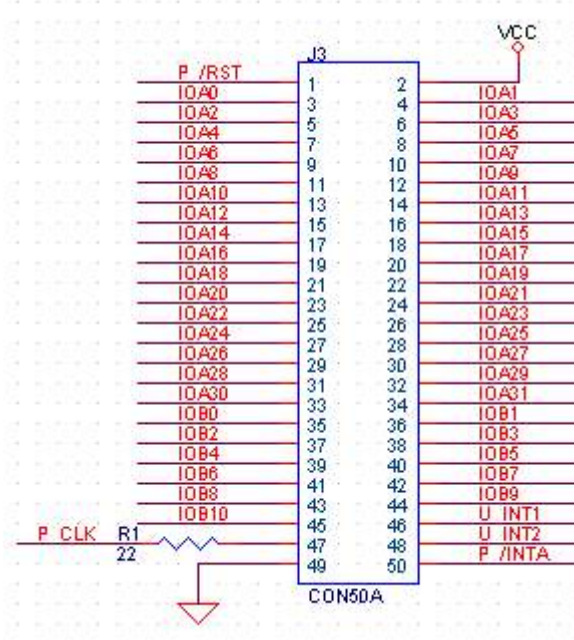 VCC
J3
P /RST 1 2
IOA0 3 4 IOA1
IOA2 5 6 IOA3
IOA4 7 8 IOA5
IOA6 9 10 IOA7
IOA8 11 12 IOA9
IOA10 13 14 IOA11
IOA12 15 16 IOA13
IOA14 17 18 IOA15
IOA16 19 20 IOA17
IOA18 21 22 IOA19
IOA20 23 24 IOA21
IOA22 25 26 IOA23
IOA24 27 28 IOA25
IOA26 29 30 IOA27
IOA28 31 32 IOA29
IOA30 33 34 IOA31
IOB0 35 36 IOB1
IOB2 37 38 IOB3
IOB4 39 40 IOB5
IOB6 41 42 IOB7
IOB8 43 44 IOB9
IOB10 45 46 U INT1
P CLK R1 47 48 U INT2
22 49 50 P /INTA
CON50A